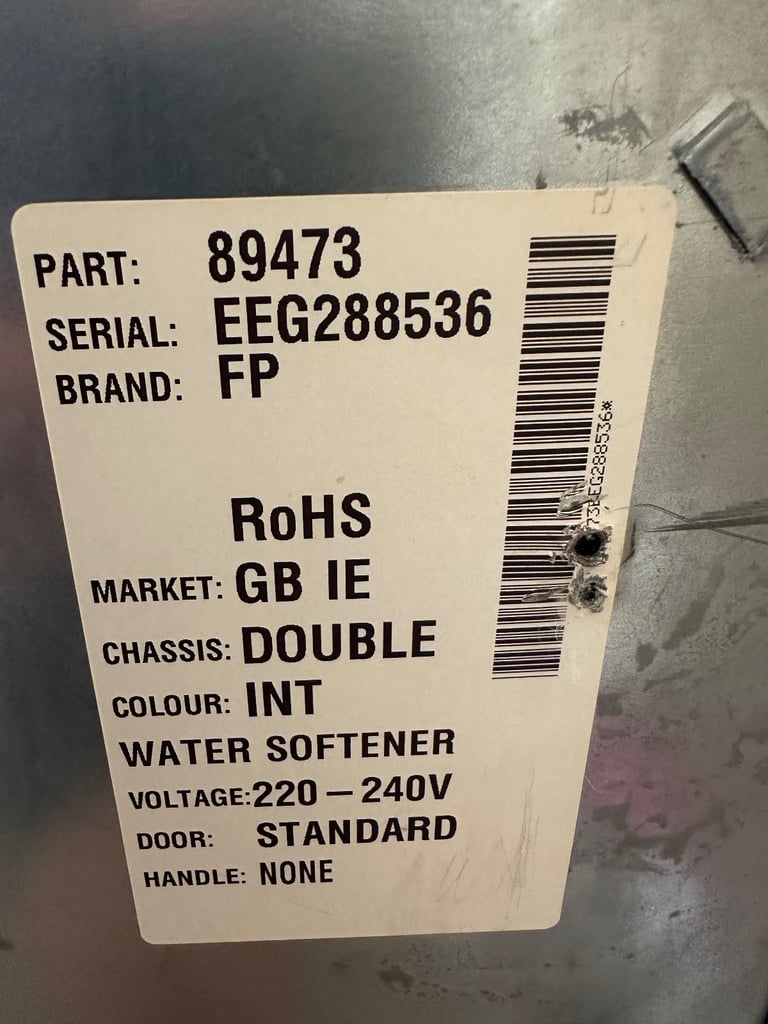 PART: 89473
SERIAL: EEG288536
BRAND: FP
RoHS
MARKET: GB IE
CHASSIS: DOUBLE
COLOUR: INT
WATER SOFTENER
VOLTAGE: 220 – 240V
DOOR: STANDARD
HANDLE: NONE
73EEG288536*